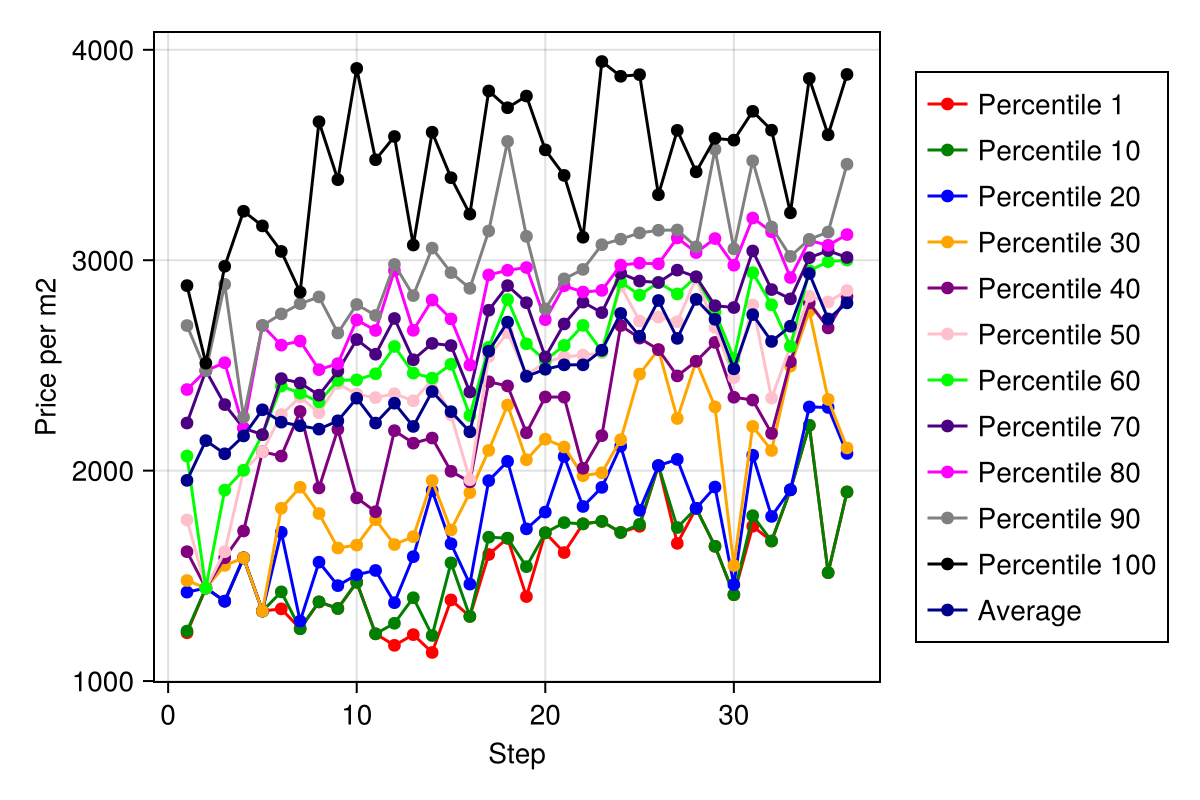 4000
3000
2000
1000
Price per m2
0 10 20 30
Step
Percentile 1
Percentile 10
Percentile 20
Percentile 30
Percentile 40
Percentile 50
Percentile 60
Percentile 70
Percentile 80
Percentile 90
Percentile 100
Average